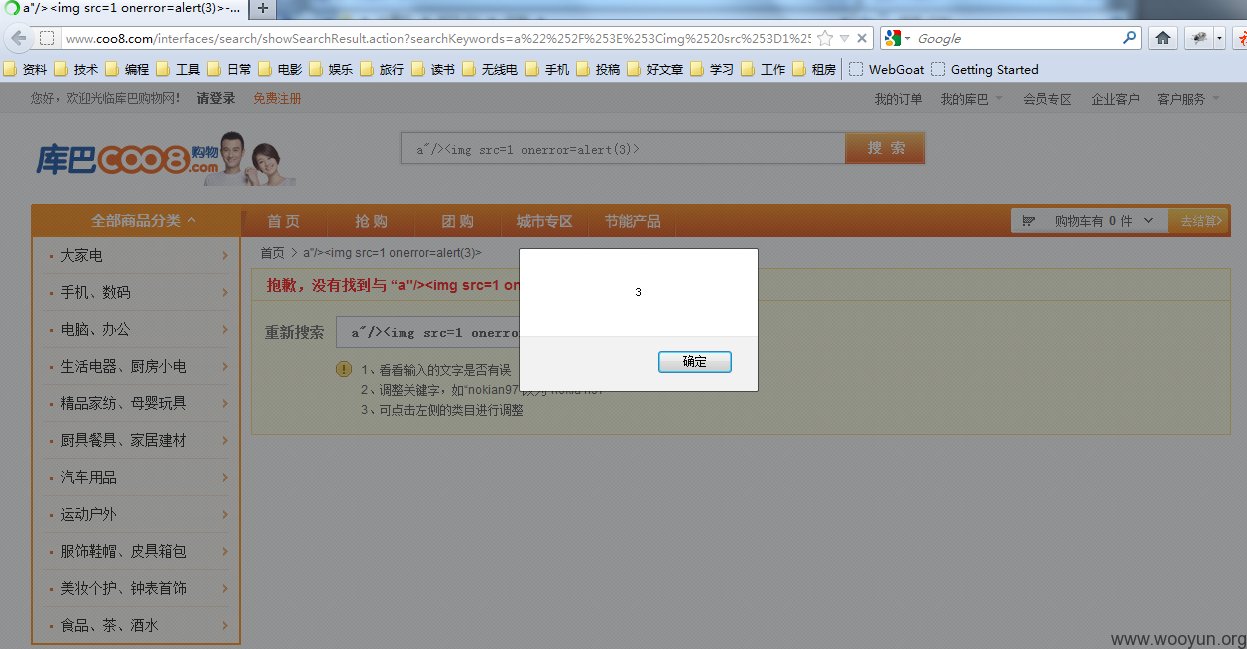 a"/><img src=1 onerror=alert(3)>-...
www.coo8.com/interfaces/search/showSearchResult.action?searchKeywords=a%22%252F%253E%253Cimg%2520src%253D1%25
Google
资料 技术 编程 工具 日常 电影 娱乐 旅行 读书 无线电 手机 投稿 好文章 学习 工作 租房 WebGoat Getting Started
您好，欢迎光临库巴购物网！ 请登录 免费注册 我的订单 我的库巴 会员专区 企业客户 客户服务
库巴COO8购物.com
a"/><img src=1 onerror=alert(3)>
搜 索
全部商品分类 首 页 抢 购 团 购 城市专区 节能产品 购物车有 0 件 去结算>
首页 > a"/><img src=1 onerror=alert(3)>
抱歉，没有找到与 “a"/><img src=1 on
重新搜索 a"/><img src=1 onerro
1、看看输入的文字是否有误
2、调整关键字，如“nokian97”
3、可点击左侧的类目进行调整
3
确定
大家电
手机、数码
电脑、办公
生活电器、厨房小电
精品家纺、母婴玩具
厨具餐具、家居建材
汽车用品
运动户外
服饰鞋帽、皮具箱包
美妆个护、钟表首饰
食品、茶、酒水
www.wooyun.org